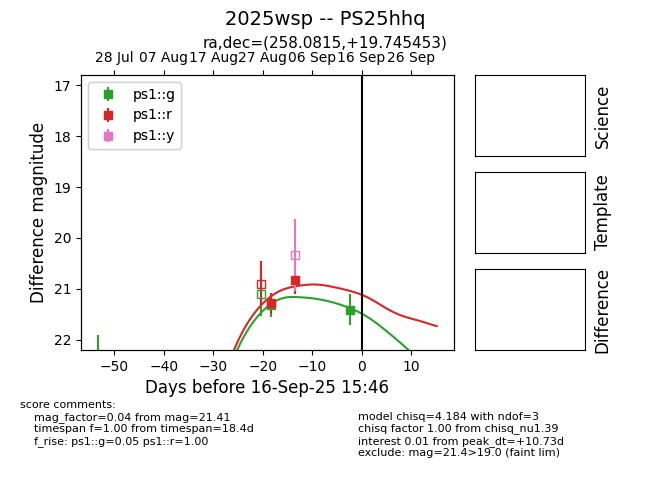 2025wsp -- PS25hhq
ra,dec=(258.0815,+19.745453)
28 Jul 07 Aug 17 Aug 27 Aug 06 Sep 16 Sep 26 Sep
17
18
19
20
21
22
Difference magnitude
ps1::g
ps1::r
ps1::y
−50 −40 −30 −20 −10 0 10
Days before 16-Sep-25 15:46
Science
Template
Difference
score comments:
mag_factor=0.04 from mag=21.41
timespan f=1.00 from timespan=18.4d
f_rise: ps1::g=0.05 ps1::r=1.00
model chisq=4.184 with ndof=3
chisq factor 1.00 from chisq_nu1.39
interest 0.01 from peak_dt=+10.73d
exclude: mag=21.4>19.0 (faint lim)